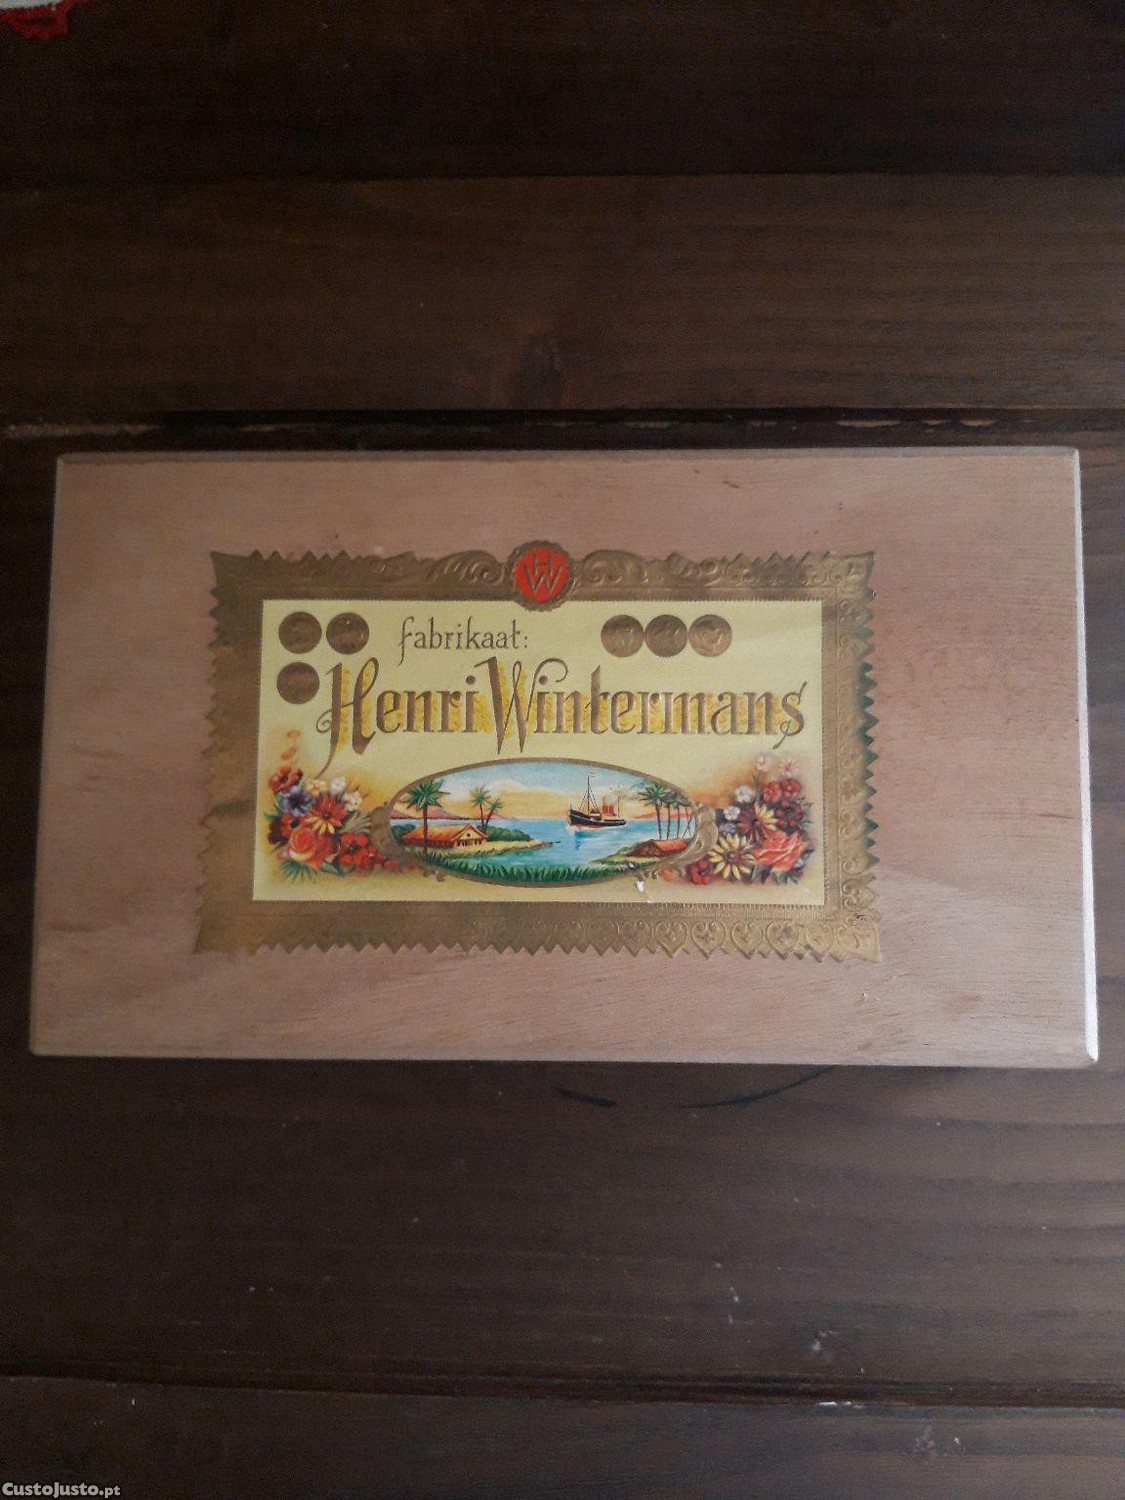 HW
fabrikaat:
Henri Wintermans
CustoJusto.pt